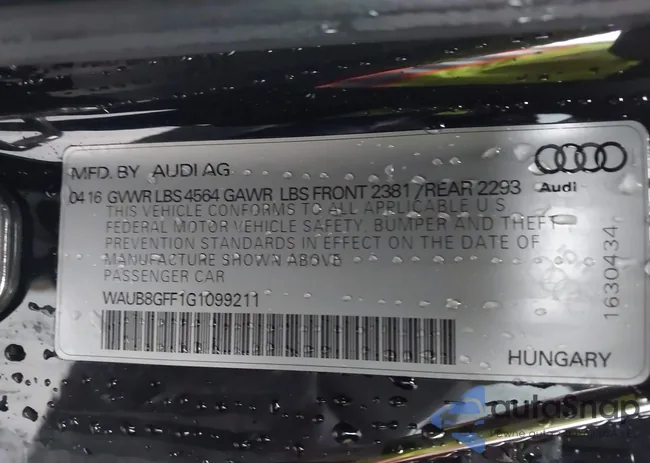 MFD. BY AUDI AG
04 16 GVWR LBS 4564 GAWR LBS FRONT 2381 / REAR 2293
THIS VEHICLE CONFORMS TO ALL APPLICABLE U.S.
FEDERAL MOTOR VEHICLE SAFETY, BUMPER AND THEFT
PREVENTION STANDARDS IN EFFECT ON THE DATE OF
MANUFACTURE SHOWN ABOVE
PASSENGER CAR
WAUB8GFF1G1099211
Audi
1630434
HUNGARY
autoSnap